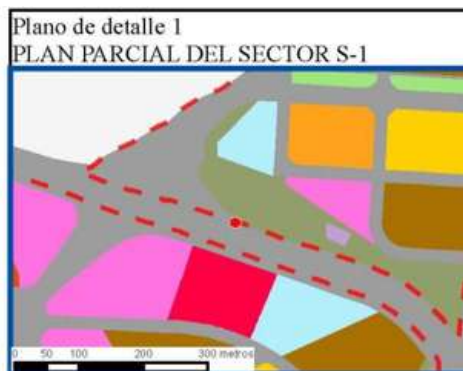 Plano de detalle 1
PLAN PARCIAL DEL SECTOR S-1
0 50 100 200 300 metros